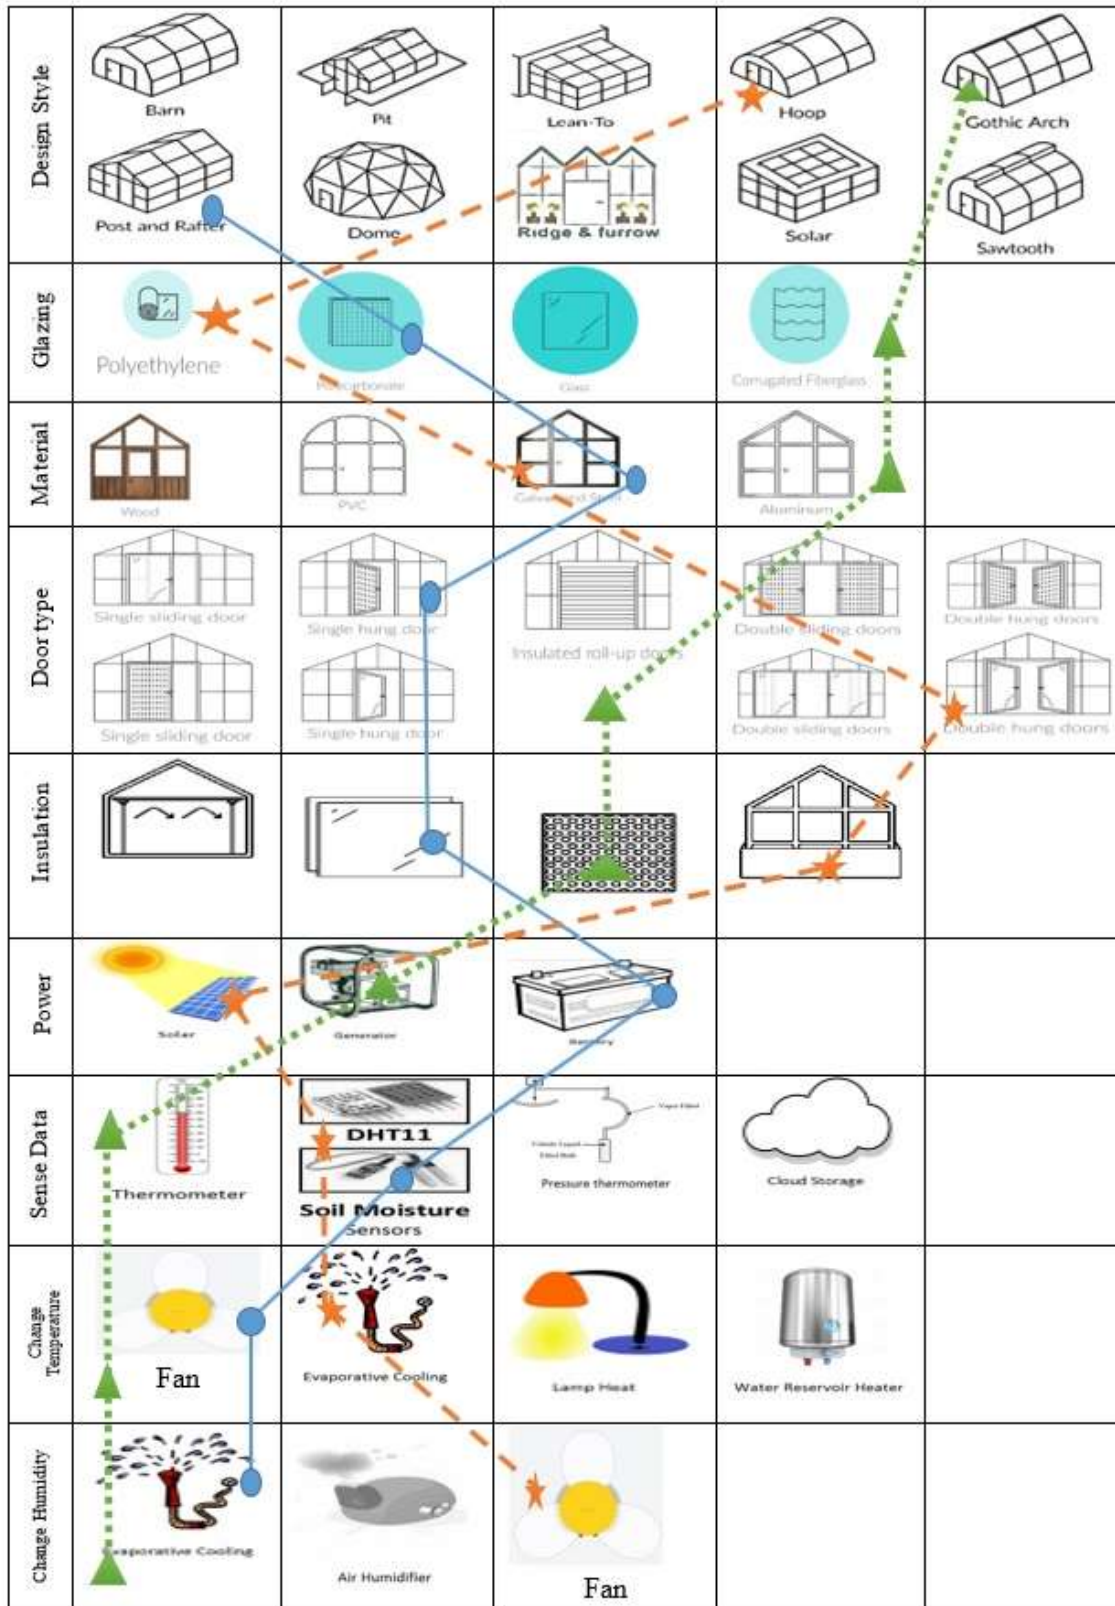 Design Style
Barn
Pit
Lean-To
Hoop
Gothic Arch
Post and Rafter
Dome
Ridge & furrow
Solar
Sawtooth
Glazing
Polyethylene
Polycarbonate
Glass
Corrugated Fiberglass
Material
Wood
PVC
Galvanized Steel
Aluminum
Door type
Single sliding door
Single hung door
Insulated roll-up doors
Double sliding doors
Double hung doors
Single sliding door
Single hung door
Double sliding doors
Double hung doors
Insulation
Power
Solar
Generator
Battery
Sense Data
Thermometer
DHT11
Soil Moisture
Sensors
Pressure thermometer
Cloud Storage
Change
Temperature
Fan
Evaporative Cooling
Lamp Heat
Water Reservoir Heater
Change Humidity
Evaporative Cooling
Air Humidifier
Fan